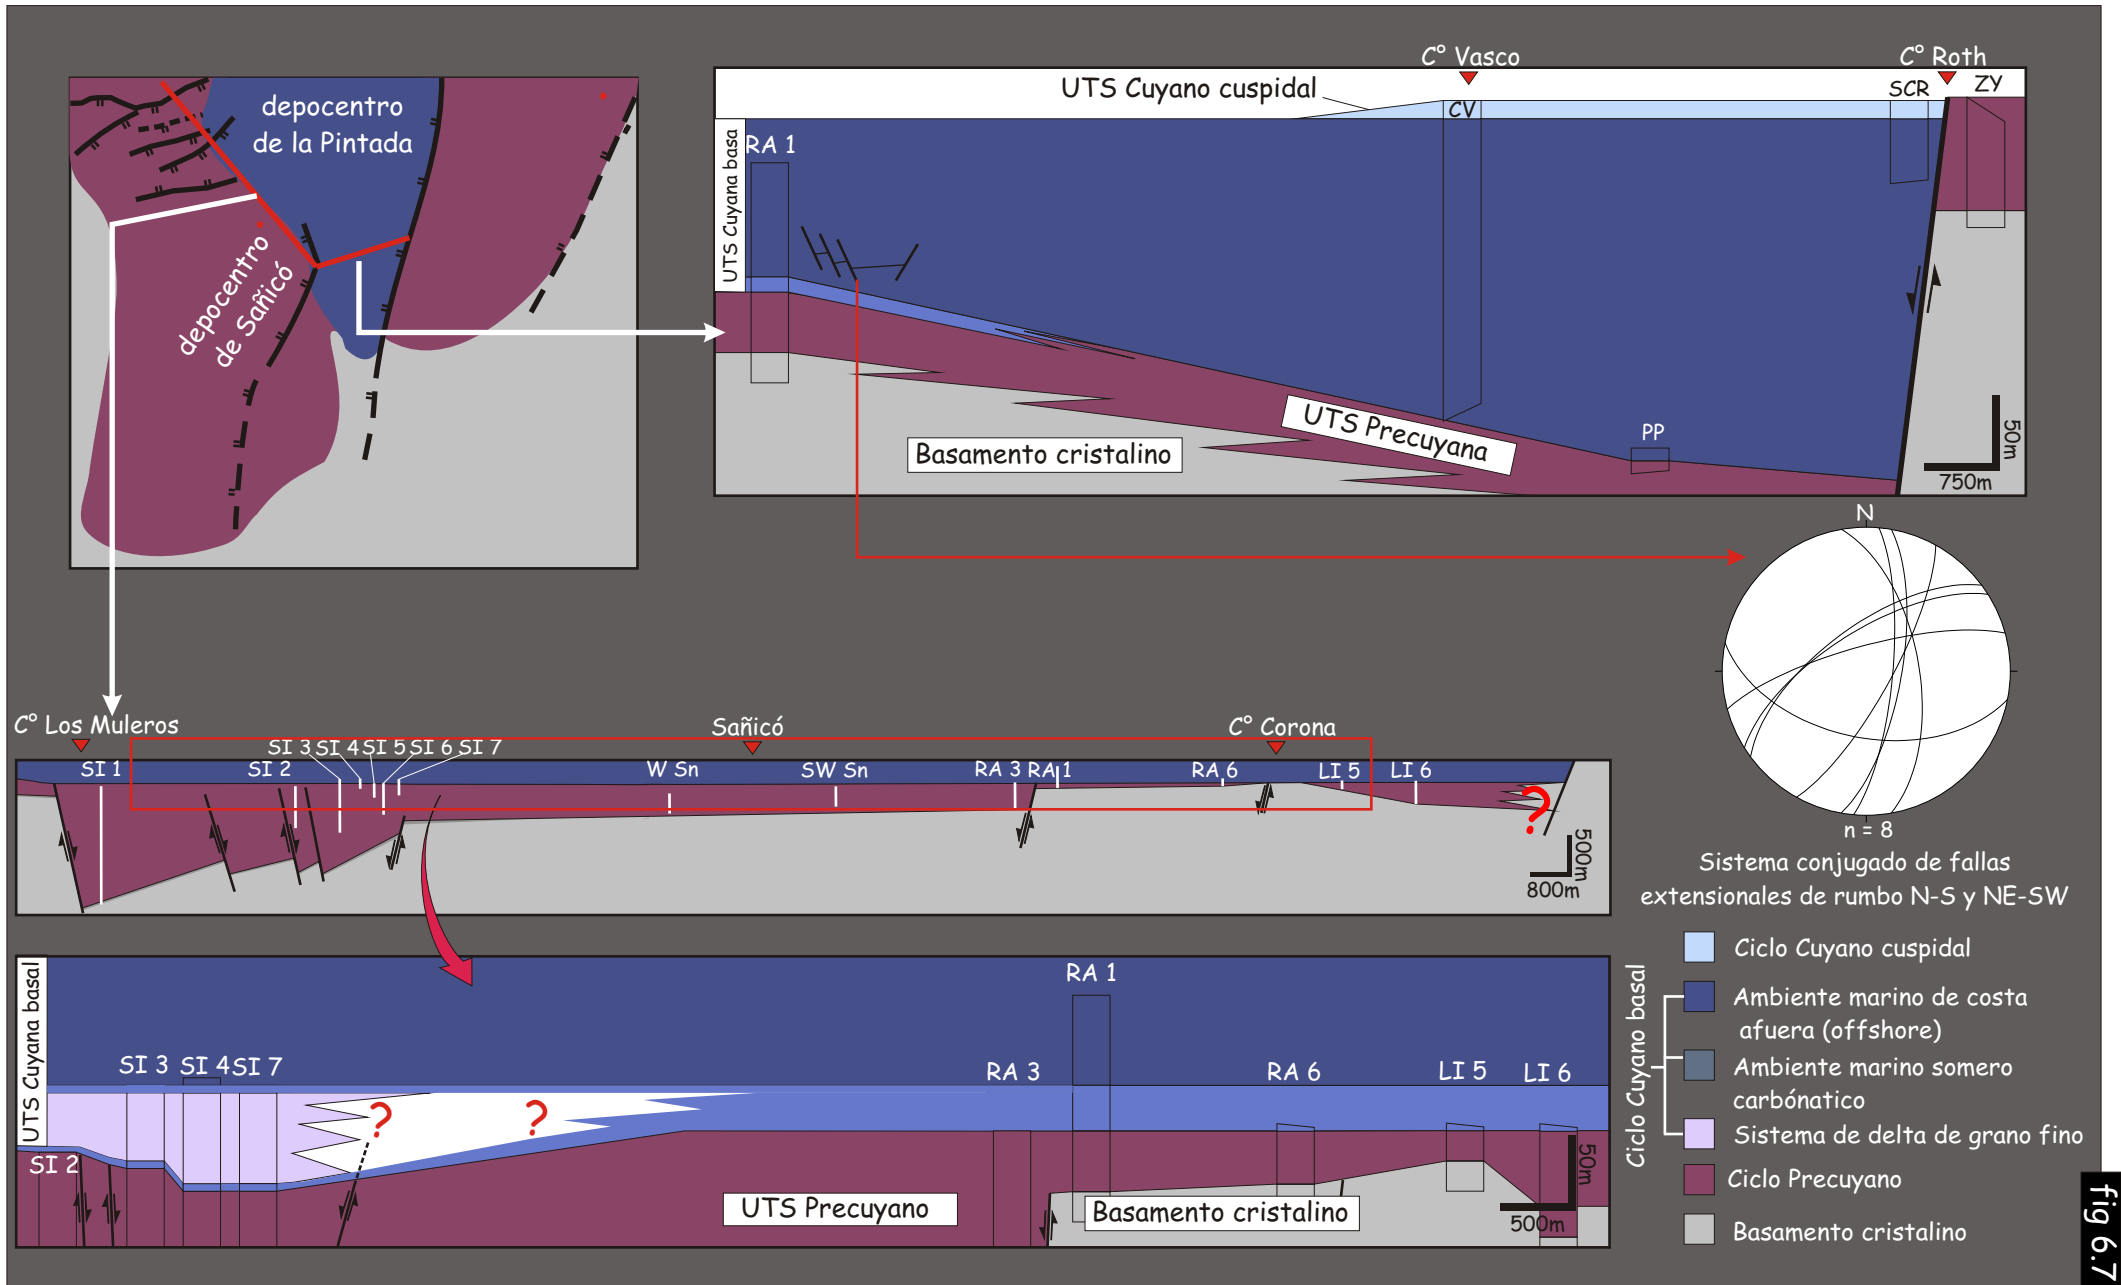 depocentro
de la Pintada
depocentro
de Sañicó
C° Vasco
C° Roth
UTS Cuyano cuspidal
CV
SCR
ZY
UTS Cuyana basa
RA 1
UTS Precuyana
Basamento cristalino
PP
50m
750m
N
n = 8
Sistema conjugado de fallas
extensionales de rumbo N-S y NE-SW
C° Los Muleros
Sañicó
C° Corona
SI 3 SI 4 SI 5 SI 6 SI 7
SI 1
SI 2
W Sn
SW Sn
RA 3
RA 1
RA 6
LI 5
LI 6
?
500m
800m
UTS Cuyana basal
RA 1
SI 3
SI 4
SI 7
RA 3
RA 6
LI 5
LI 6
?
?
SI 2
UTS Precuyano
Basamento cristalino
50m
500m
Ciclo Cuyano basal
Ciclo Cuyano cuspidal
Ambiente marino de costa
afuera (offshore)
Ambiente marino somero
carbónatico
Sistema de delta de grano fino
Ciclo Precuyano
Basamento cristalino
fig 6.7